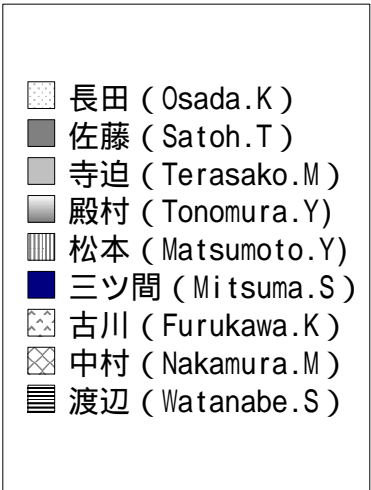 長田（Osada.K）
佐藤（Satoh.T）
寺迫（Terasako.M）
殿村（Tonomura.Y)
松本（Matsumoto.Y)
三ツ間（Mitsuma.S）
古川（Furukawa.K）
中村（Nakamura.M）
渡辺（Watanabe.S）